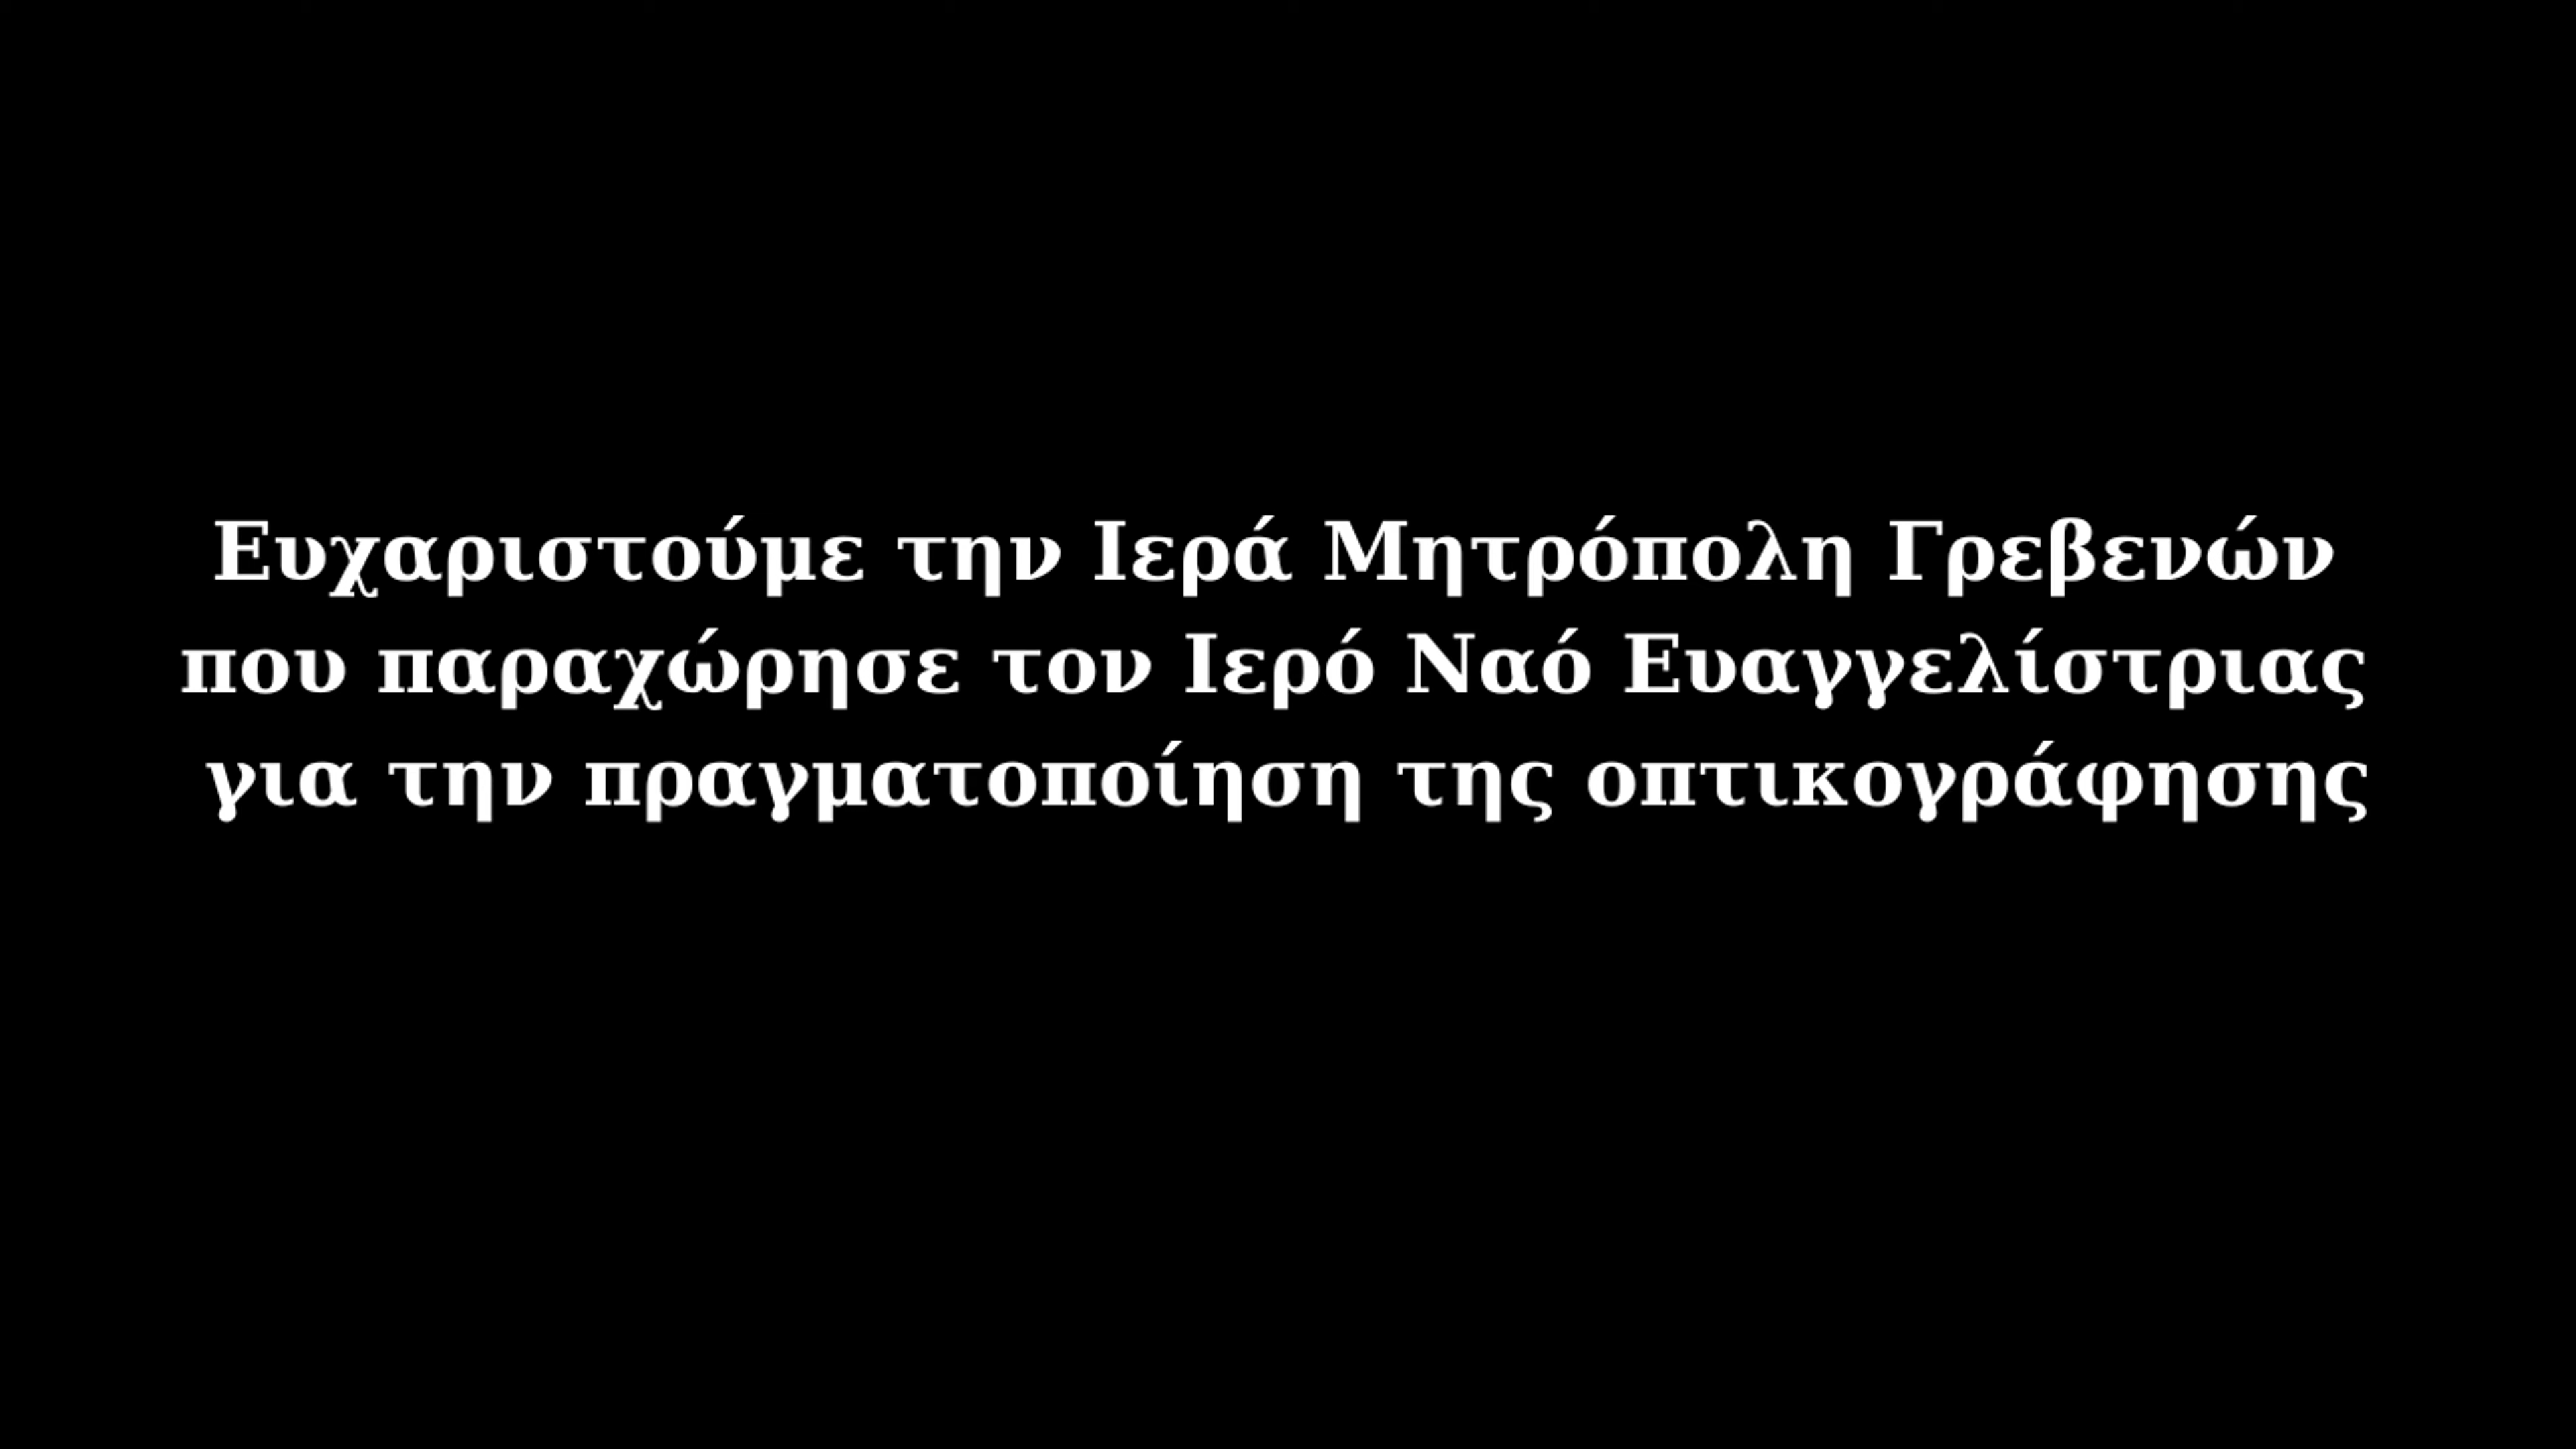 Ευχαριστούμε την Ιερά Μητρόπολη Γρεβενών
που παραχώρησε τον Ιερό Ναό Ευαγγελίστριας
για την πραγματοποίηση της οπτικογράφησης